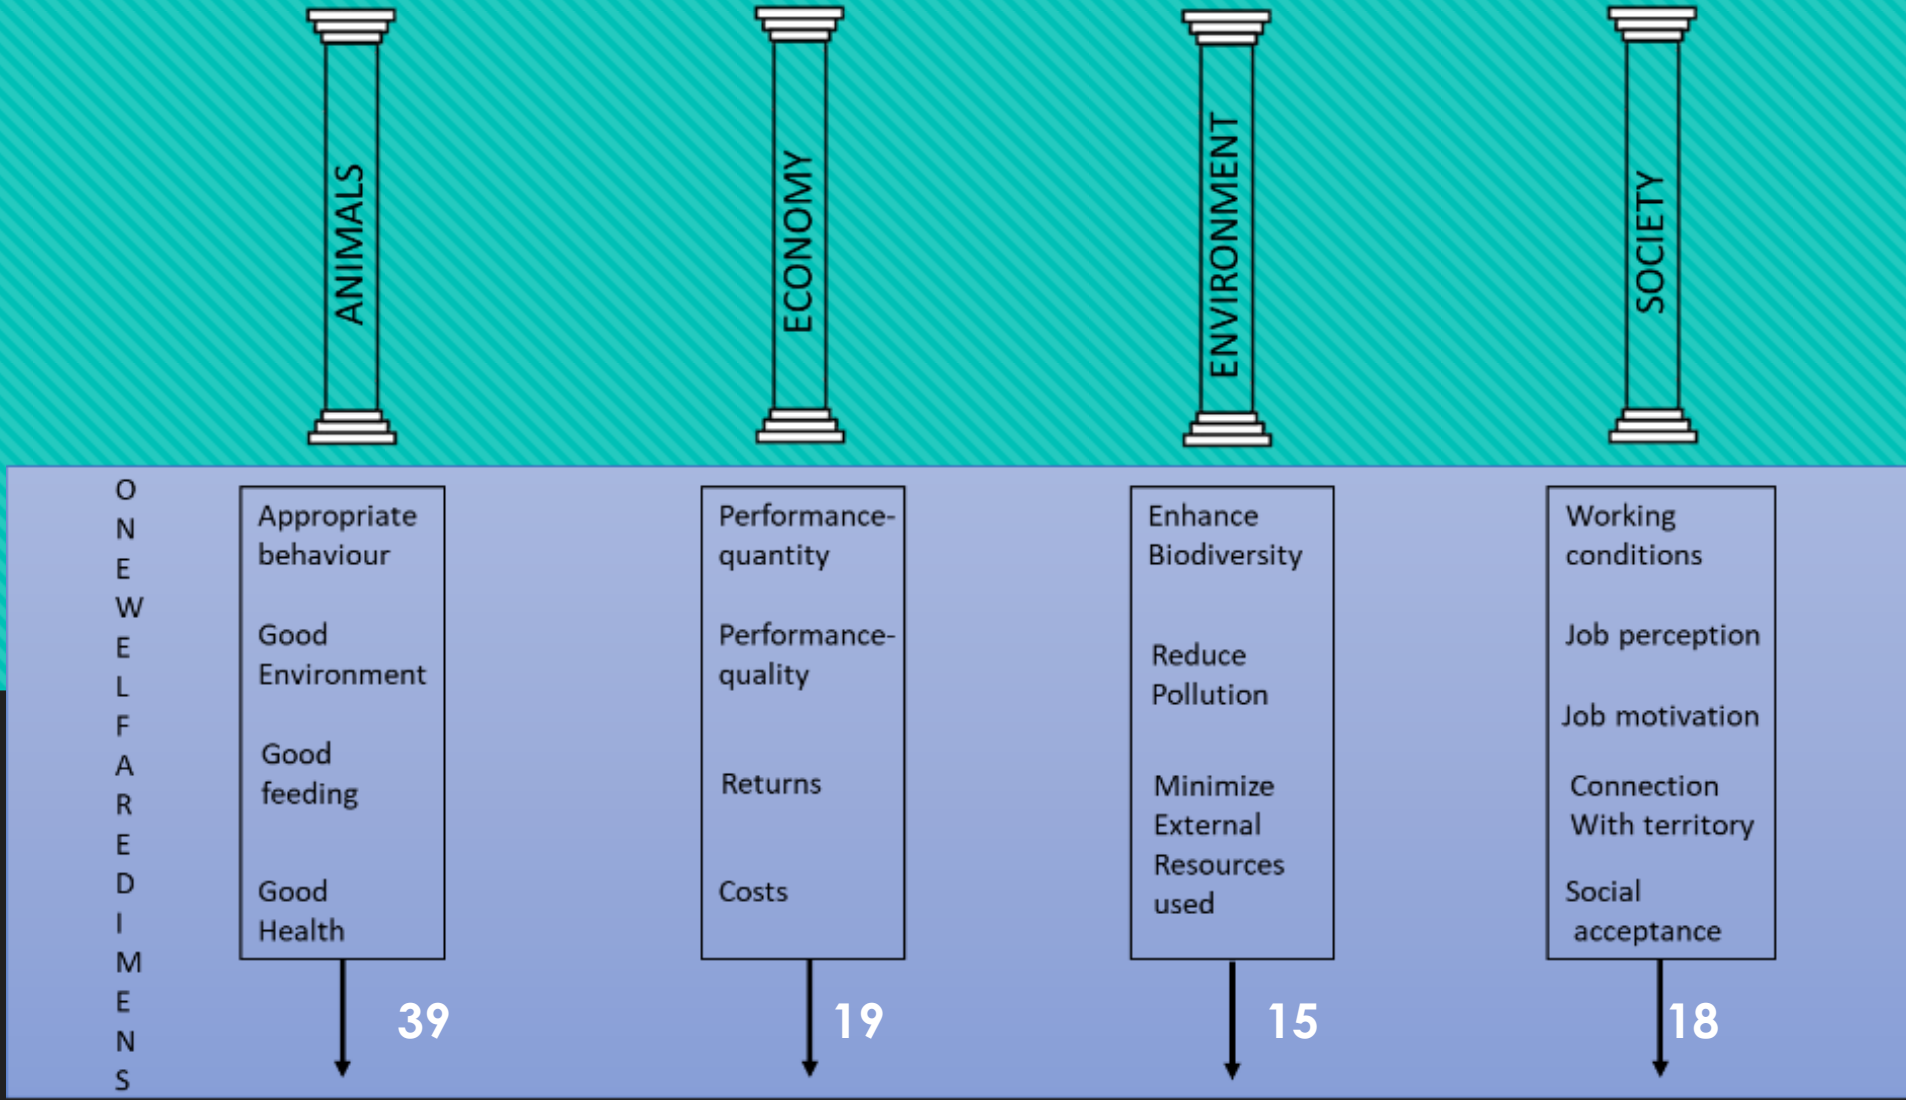 ANIMALS
ECONOMY
ENVIRONMENT
SOCIETY
O
N
E
W
E
L
F
A
R
E
D
I
M
E
N
S
Appropriate
behaviour
Good
Environment
Good
feeding
Good
Health
39
Performance-
quantity
Performance-
quality
Returns
Costs
19
Enhance
Biodiversity
Reduce
Pollution
Minimize
External
Resources
used
15
Working
conditions
Job perception
Job motivation
Connection
With territory
Social
acceptance
18